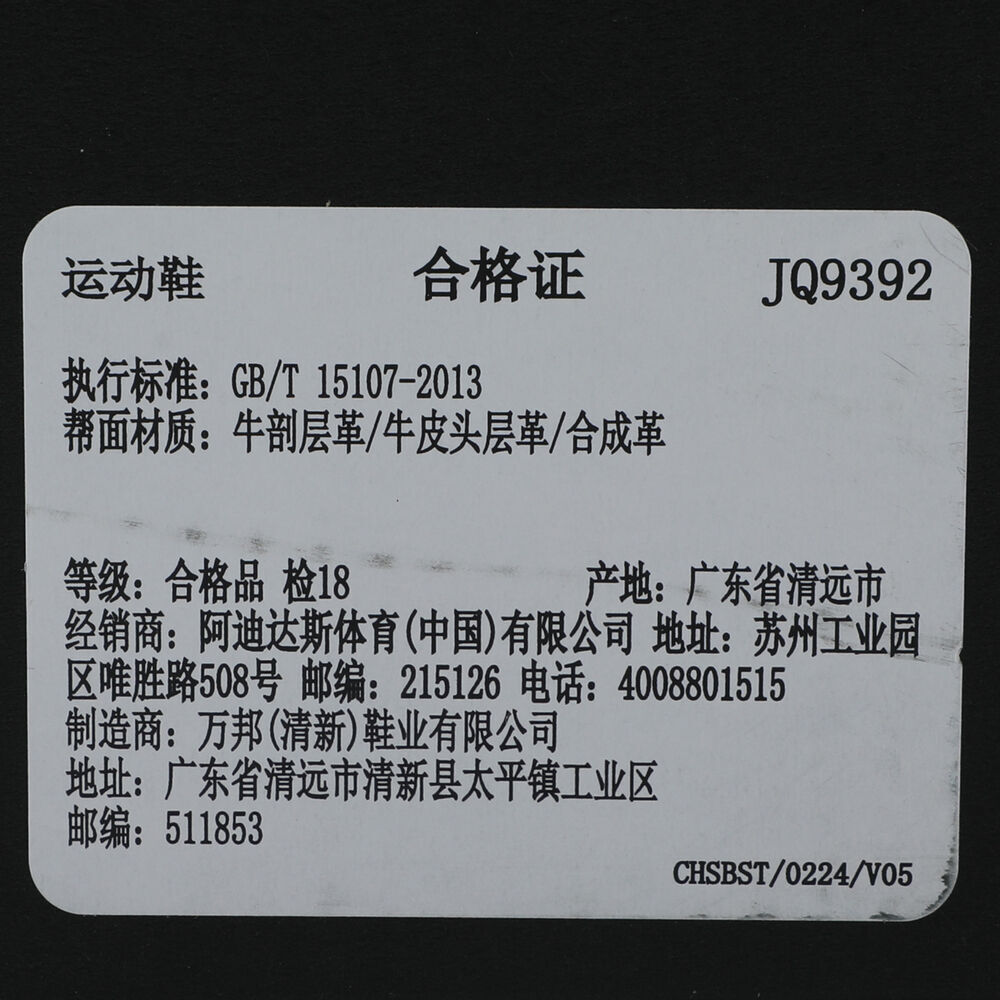 运动鞋 合格证 JQ9392
执行标准：GB/T 15107-2013
帮面材质：牛剖层革/牛皮头层革/合成革
等级：合格品 检18 产地：广东省清远市
经销商：阿迪达斯体育(中国)有限公司 地址：苏州工业园
区唯胜路508号 邮编：215126 电话：4008801515
制造商：万邦(清新)鞋业有限公司
地址：广东省清远市清新县太平镇工业区
邮编：511853
CHSBST/0224/V05